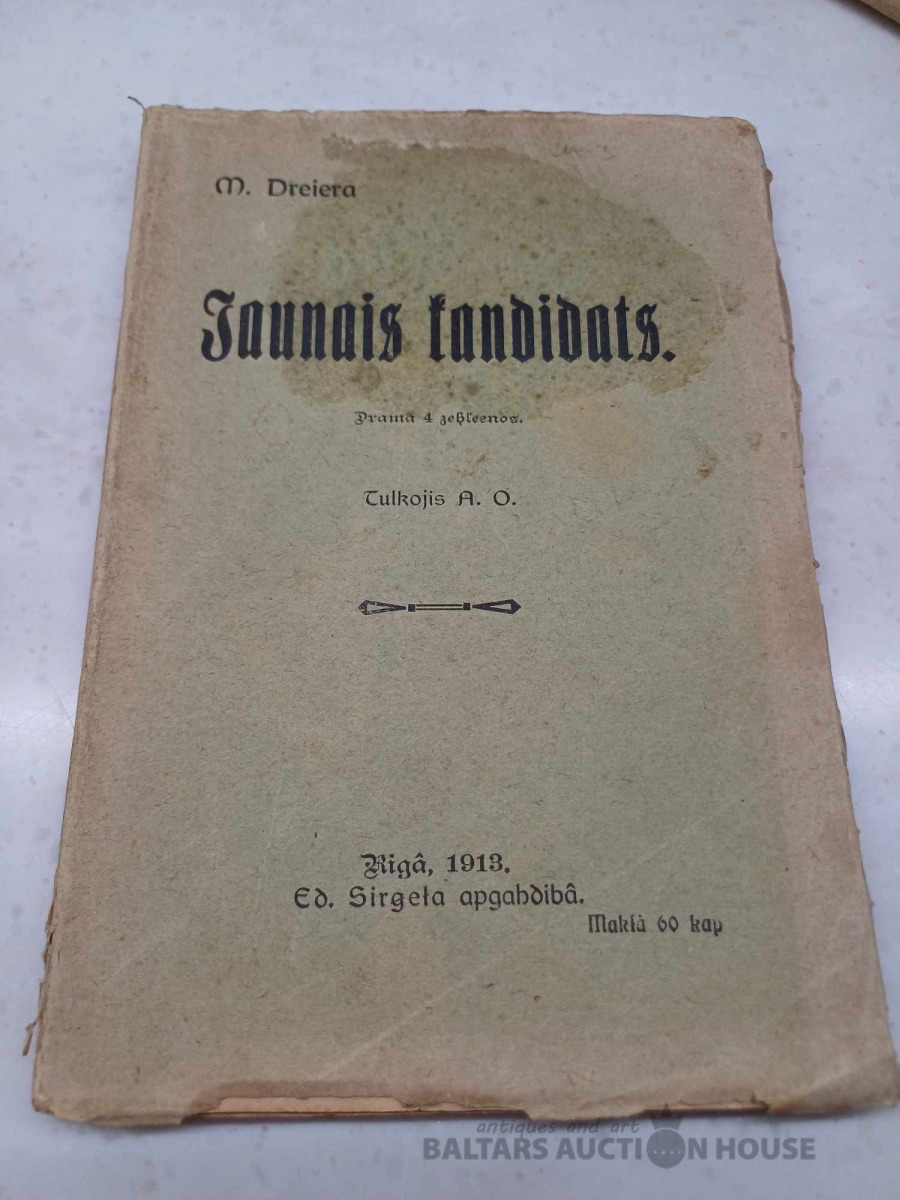 M. Dreiera
Jaunais kandidats.
Drama 4 zehleenos.
Tulkojis A. O.
Rigâ, 1913.
Ed. Sirgeła apgahdibâ.
Maksà 60 kap
antiques and art
BALTARS AUCTION HOUSE